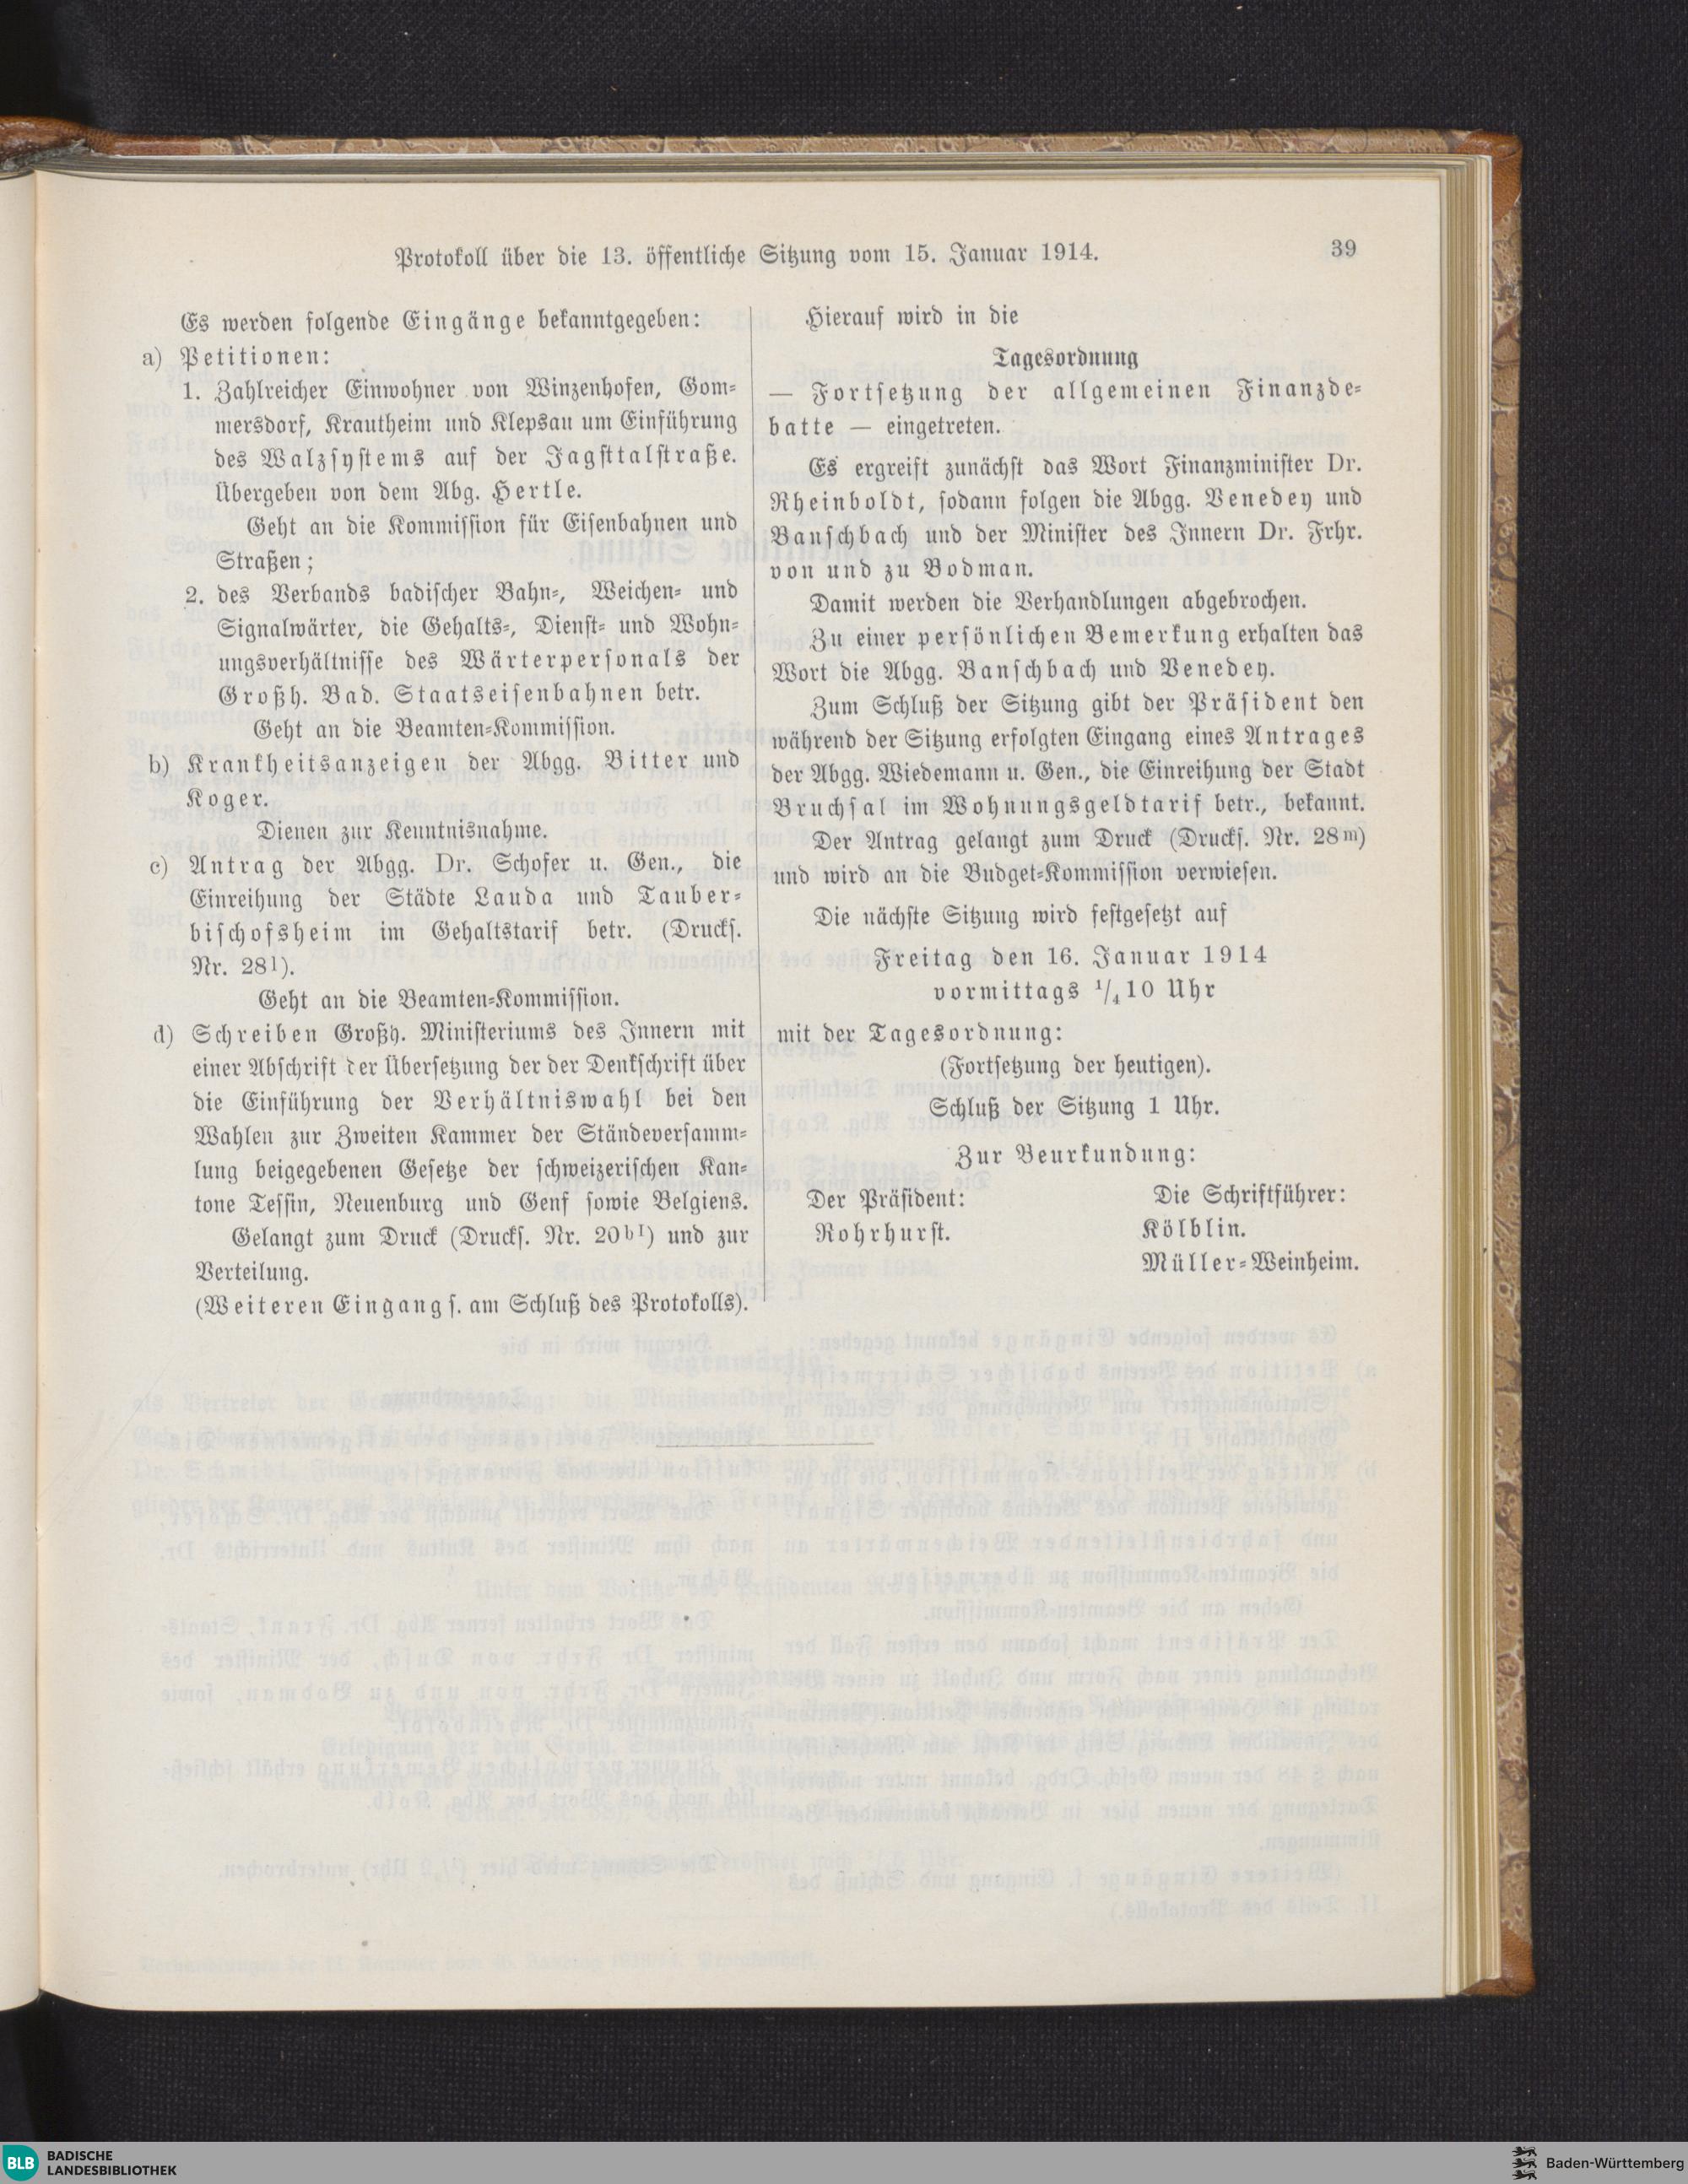 Protokoll über die 13. öffentliche Sitzung vom 15. Januar 1914.
39
Es werden folgende Eingänge bekanntgegeben:
a) Petitionen:
1. Zahlreicher Einwohner von Winzenhofen, Gom-
mersdorf, Krautheim und Klepsau um Einführung
des Walzsystems auf der Jagsttalstraße.
Übergeben von dem Abg. Hertle.
Geht an die Kommission für Eisenbahnen und
Straßen;
2. des Verbands badischer Bahn-, Weichen- und
Signalwärter, die Gehalts-, Dienst- und Wohn-
ungsverhältnisse des Wärterpersonals der
Großh. Bad. Staatseisenbahnen betr.
Geht an die Beamten-Kommission.
b) Krankheitsanzeigen der Abgg. Bitter und
Koger.
Dienen zur Kenntnisnahme.
c) Antrag der Abgg. Dr. Schofer u. Gen., die
Einreihung der Städte Lauda und Tauber-
bischofsheim im Gehaltstarif betr. (Drucks.
Nr. 28l).
Geht an die Beamten-Kommission.
d) Schreiben Großh. Ministeriums des Innern mit
einer Abschrift der Übersetzung der der Denkschrift über
die Einführung der Verhältniswahl bei den
Wahlen zur Zweiten Kammer der Ständeversamm-
lung beigegebenen Gesetze der schweizerischen Kan-
tone Tessin, Neuenburg und Genf sowie Belgiens.
Gelangt zum Druck (Drucks. Nr. 20bI) und zur
Verteilung.
(Weiteren Eingang s. am Schluß des Protokolls).
Hierauf wird in die
Tagesordnung
— Fortsetzung der allgemeinen Finanzde-
batte — eingetreten.
Es ergreift zunächst das Wort Finanzminister Dr.
Rheinboldt, sodann folgen die Abgg. Venedey und
Banschbach und der Minister des Innern Dr. Frhr.
von und zu Bodman.
Damit werden die Verhandlungen abgebrochen.
Zu einer persönlichen Bemerkung erhalten das
Wort die Abgg. Banschbach und Venedey.
Zum Schluß der Sitzung gibt der Präsident den
während der Sitzung erfolgten Eingang eines Antrages
der Abgg. Wiedemann u. Gen., die Einreihung der Stadt
Bruchsal im Wohnungsgeldtarif betr., bekannt.
Der Antrag gelangt zum Druck (Drucks. Nr. 28m)
und wird an die Budget-Kommission verwiesen.
Die nächste Sitzung wird festgesetzt auf
Freitag den 16. Januar 1914
vormittags 1/4 10 Uhr
mit der Tagesordnung:
(Fortsetzung der heutigen).
Schluß der Sitzung 1 Uhr.
Zur Beurkundung:
Der Präsident:
Rohrhurst.
Die Schriftführer:
Kölblin.
Müller-Weinheim.
BLB BADISCHE
LANDESBIBLIOTHEK
Baden-Württemberg